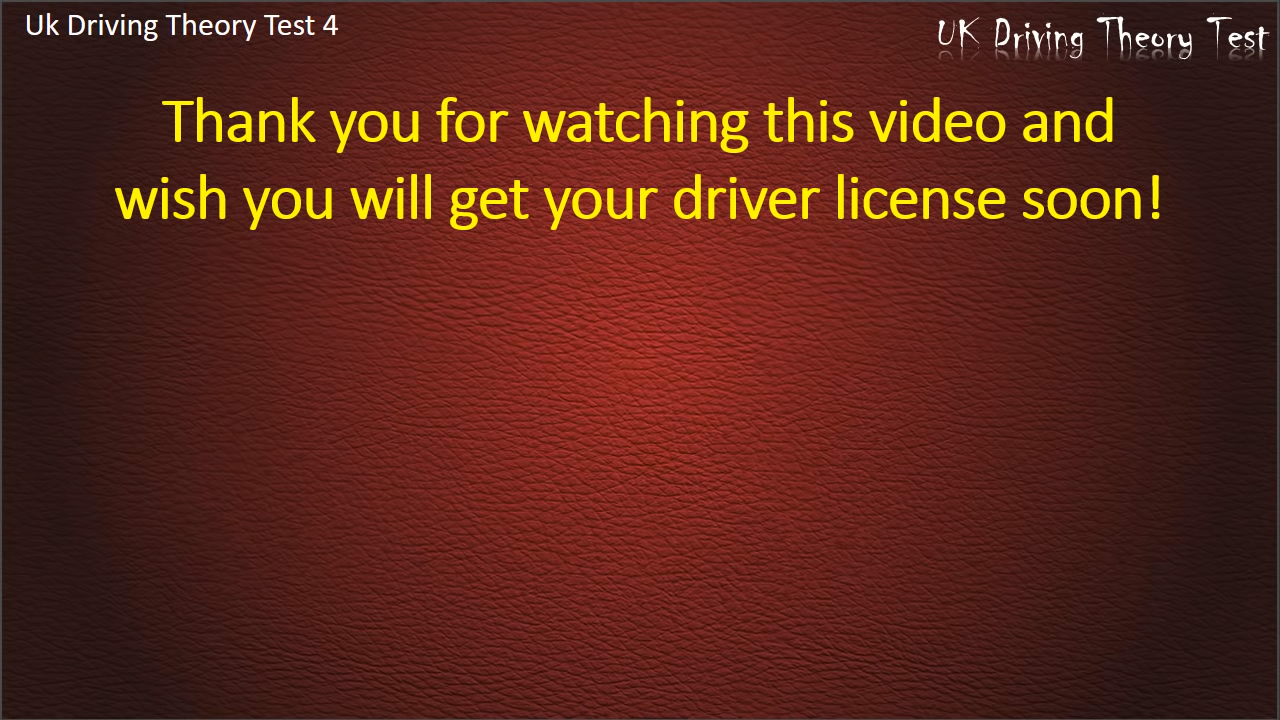 Uk Driving Theory Test 4
UK Driving Theory Test
Thank you for watching this video and
wish you will get your driver license soon!